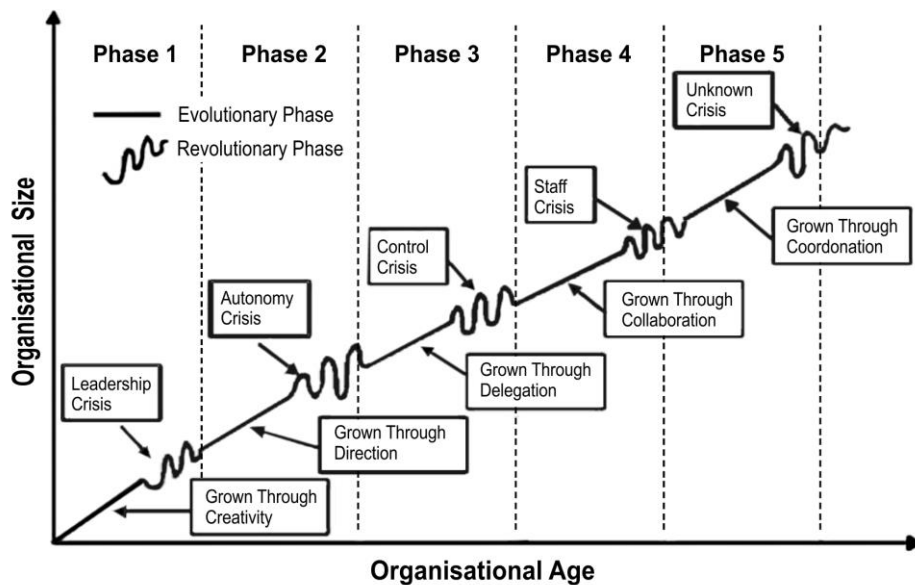 Phase 1
Phase 2
Phase 3
Phase 4
Phase 5
Evolutionary Phase
Revolutionary Phase
Unknown
Crisis
Staff
Crisis
Control
Crisis
Autonomy
Crisis
Leadership
Crisis
Grown Through
Coordonation
Grown Through
Collaboration
Grown Through
Delegation
Grown Through
Direction
Grown Through
Creativity
Organisational Size
Organisational Age